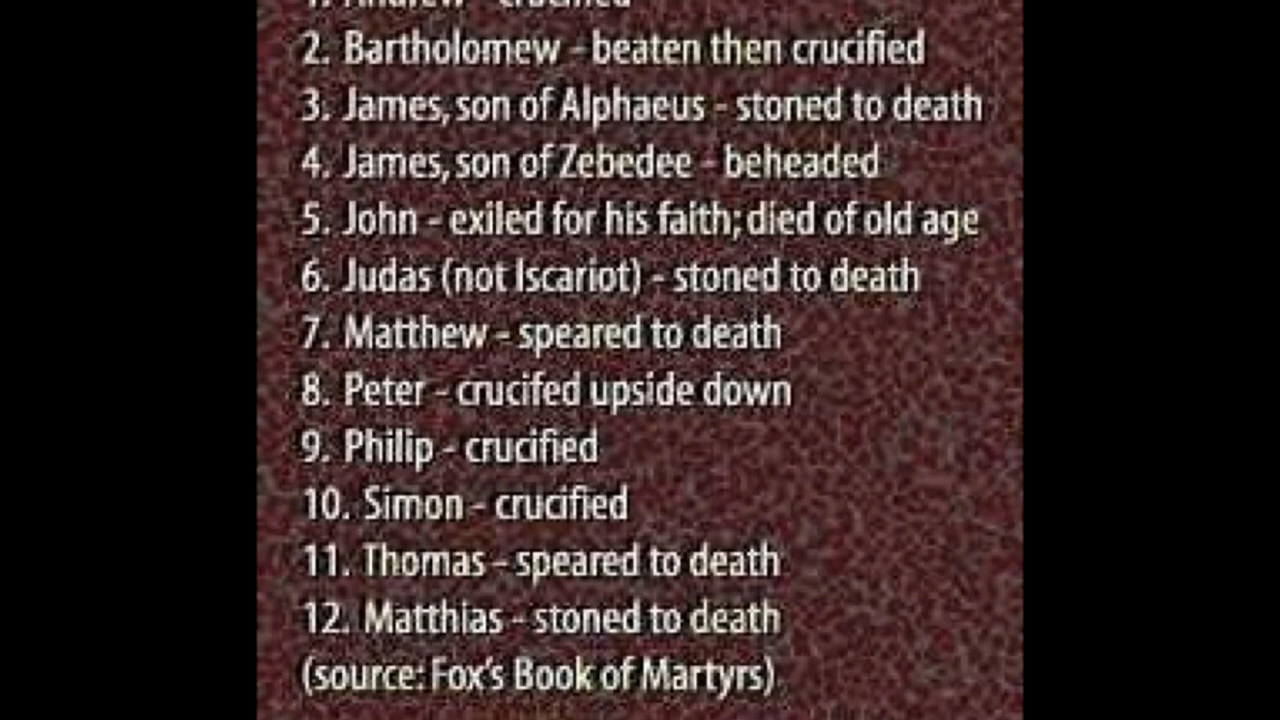 1. Andrew - crucified
2. Bartholomew - beaten then crucified
3. James, son of Alphaeus - stoned to death
4. James, son of Zebedee - beheaded
5. John - exiled for his faith; died of old age
6. Judas (not Iscariot) - stoned to death
7. Matthew - speared to death
8. Peter - crucifed upside down
9. Philip - crucified
10. Simon - crucified
11. Thomas - speared to death
12. Matthias - stoned to death
(source: Fox's Book of Martyrs)